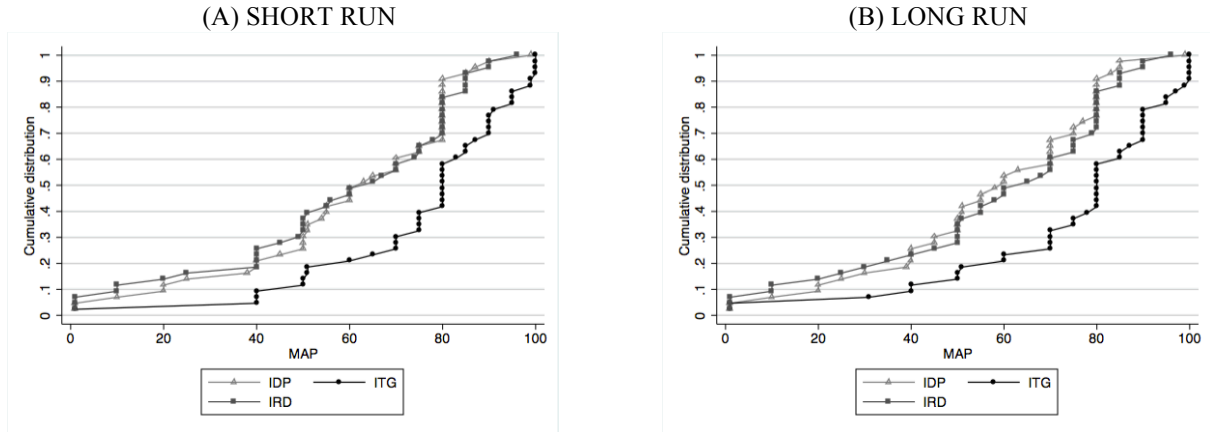 (A) SHORT RUN
Cumulative distribution
1
.9
.8
.7
.6
.5
.4
.3
.2
.1
0
0 20 40 60 80 100
MAP
IDP ITG
IRD
(B) LONG RUN
Cumulative distribution
1
.9
.8
.7
.6
.5
.4
.3
.2
.1
0
0 20 40 60 80 100
MAP
IDP ITG
IRD